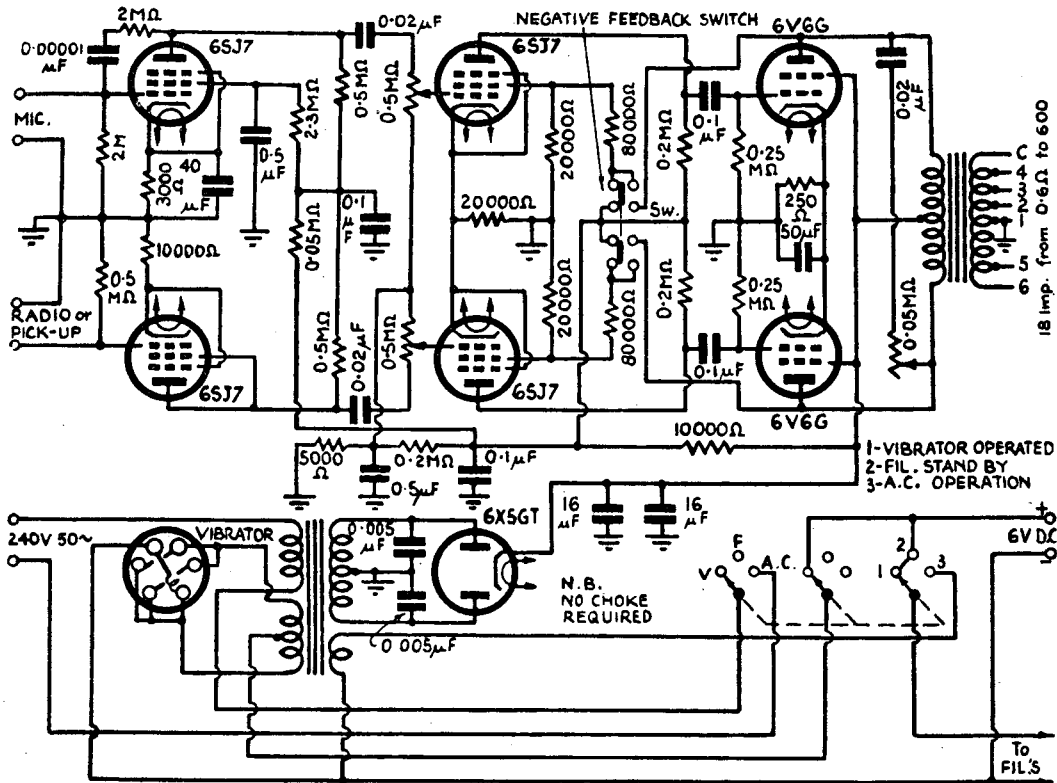 2MΩ
0.00001
μF
6SJ7
0.02 μF
NEGATIVE FEEDBACK SWITCH
6SJ7
6V6G
MIC.
2M
3000
Ω
40
μF
0.5
μF
2.3MΩ
0.5MΩ
0.5MΩ
20000Ω
80000Ω
0.2MΩ
0.1
μF
0.25
MΩ
0.02
μF
0.1
μF
0.05MΩ
20000Ω
Sw.
250
Ω
50μF
C
4
3
2
1
5
6
18 Imp. from 0.6Ω to 600
10000Ω
0.5
MΩ
RADIO or
PICK-UP
6SJ7
0.5MΩ
0.02μF
0.5MΩ
6SJ7
20000Ω
80000Ω
0.2MΩ
0.25
MΩ
0.1μF
6V6G
0.05MΩ
5000
Ω
0.2MΩ
0.5μF
0.1μF
10000Ω
1-VIBRATOR OPERATED
2-FIL. STAND BY
3-A.C. OPERATION
240V 50~
VIBRATOR
0.005
μF
6X5GT
16
μF
16
μF
N.B.
NO CHOKE
REQUIRED
0.005μF
F
V
A.C.
2
1
3
+
6V D.C
-
To
FIL'S